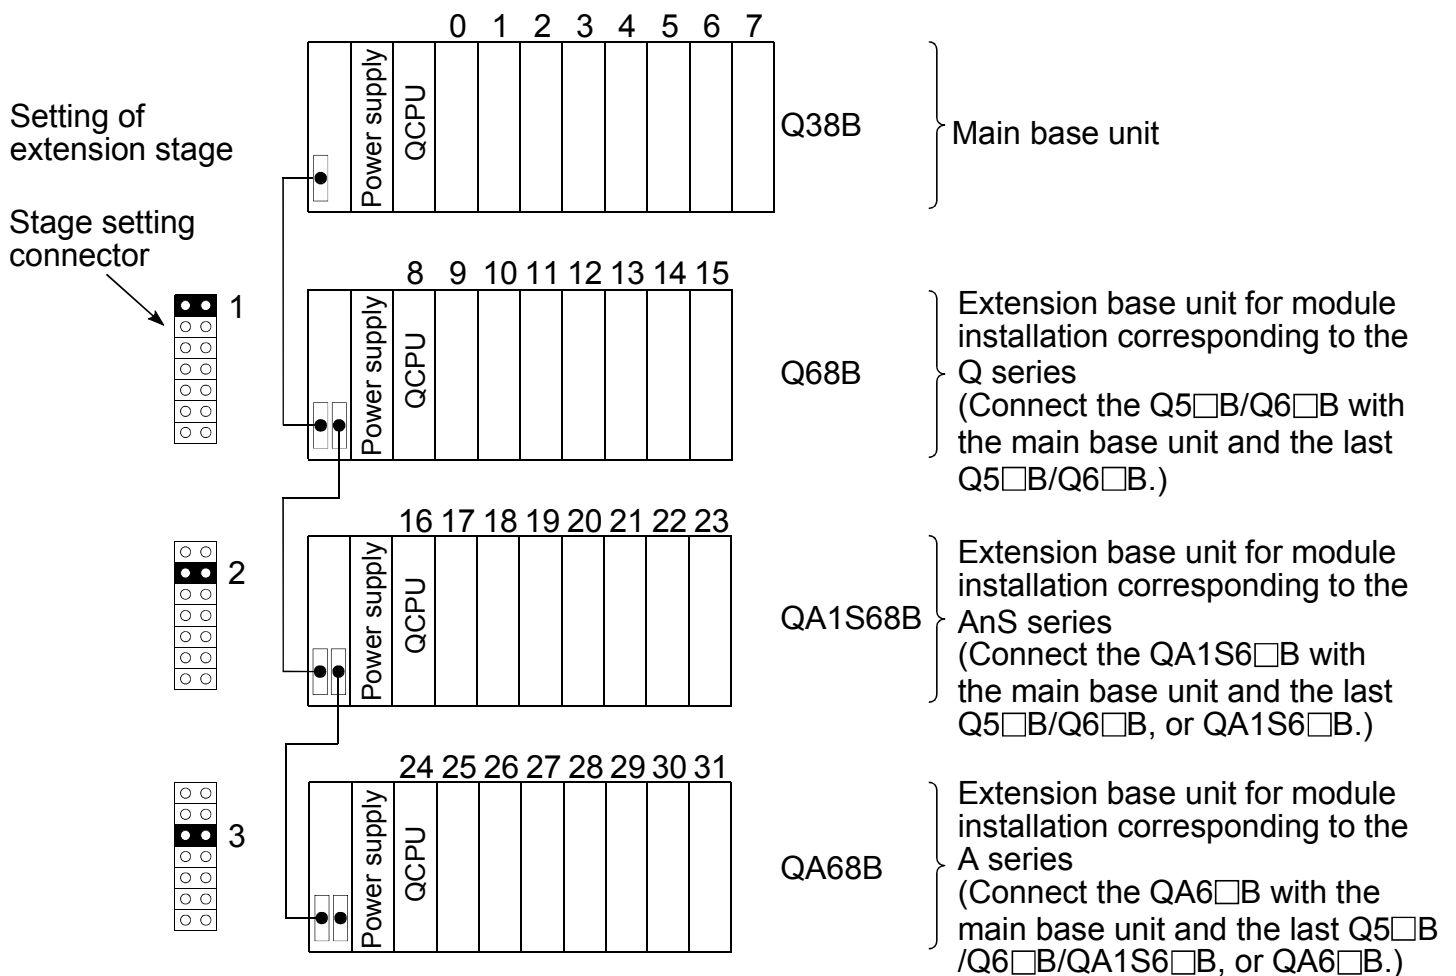 0 1 2 3 4 5 6 7
Setting of
extension stage
Power supply
QCPU
Q38B
Main base unit
Stage setting
connector
1
8 9 10 11 12 13 14 15
Power supply
QCPU
Q68B
Extension base unit for module
installation corresponding to the
Q series
(Connect the Q5□B/Q6□B with
the main base unit and the last
Q5□B/Q6□B.)
2
16 17 18 19 20 21 22 23
Power supply
QCPU
QA1S68B
Extension base unit for module
installation corresponding to the
AnS series
(Connect the QA1S6□B with
the main base unit and the last
Q5□B/Q6□B, or QA1S6□B.)
3
24 25 26 27 28 29 30 31
Power supply
QCPU
QA68B
Extension base unit for module
installation corresponding to the
A series
(Connect the QA6□B with the
main base unit and the last Q5□B
/Q6□B/QA1S6□B, or QA6□B.)